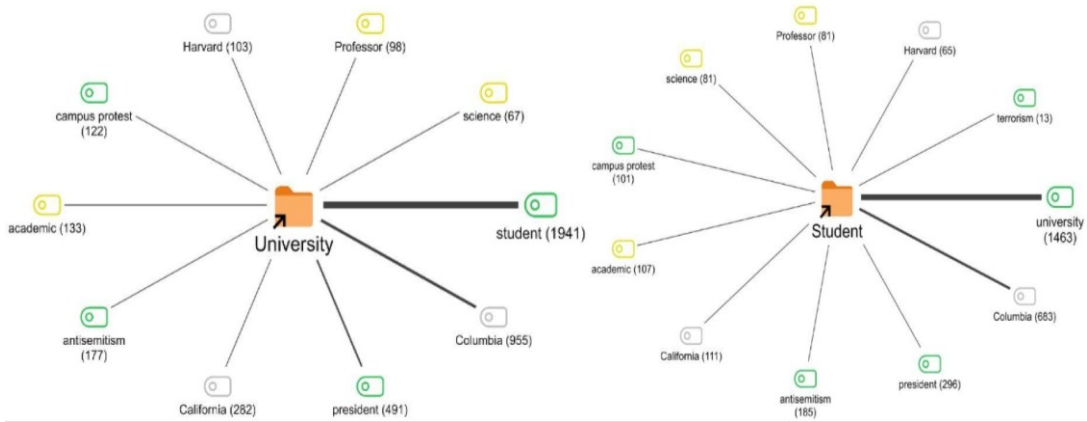 Harvard (103)
Professor (98)
campus protest
(122)
science (67)
academic (133)
student (1941)
University
antisemitism
(177)
Columbia (955)
California (282)
president (491)
Professor (81)
Harvard (65)
science (81)
terrorism (13)
campus protest
(101)
university
(1463)
Student
academic (107)
Columbia (683)
California (111)
president (296)
antisemitism
(185)